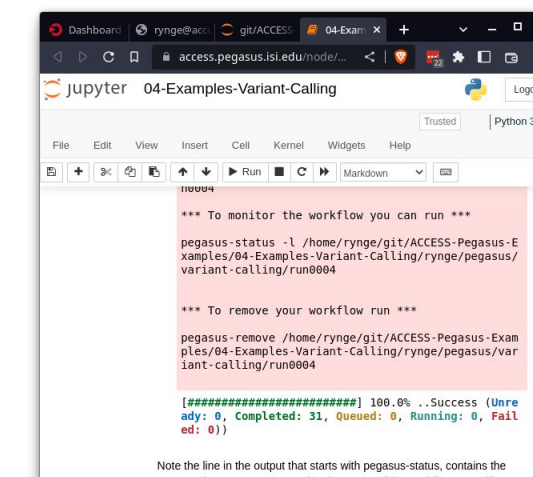 Dashboard rynge@acce git/ACCESS- 04-Exam
access.pegasus.isi.edu/node/... 22
jupyter 04-Examples-Variant-Calling
Trusted Python 3
File Edit View Insert Cell Kernel Widgets Help
Run Markdown
n0004
*** To monitor the workflow you can run ***
pegasus-status -l /home/rynge/git/ACCESS-Pegasus-E
xamples/04-Examples-Variant-Calling/rynge/pegasus/
variant-calling/run0004
*** To remove your workflow run ***
pegasus-remove /home/rynge/git/ACCESS-Pegasus-Exam
ples/04-Examples-Variant-Calling/rynge/pegasus/var
iant-calling/run0004
[#########################] 100.0% ..Success (Unre
ady: 0, Completed: 31, Queued: 0, Running: 0, Fail
ed: 0))
Note the line in the output that starts with pegasus-status, contains the